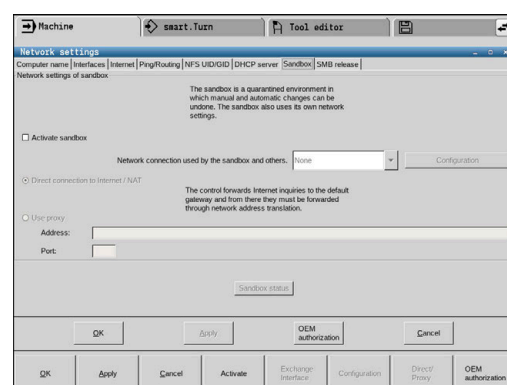 Machine
smart.Turn
Tool editor
Network settings
Computer name Interfaces Internet Ping/Routing NFS UID/GID DHCP server Sandbox SMB release
Network settings of sandbox
The sandbox is a quarantined environment in
which manual and automatic changes can be
undone. The sandbox also uses its own network
settings.
Activate sandbox
Network connection used by the sandbox and others. None Configuration
Direct connection to Internet / NAT
The control forwards Internet inquiries to the default
gateway and from there they must be forwarded
through network address translation.
Use proxy
Address:
Port:
Sandbox status
OK Apply OEM authorization Cancel
OK Apply Cancel Activate Exchange Interface Configuration Direct/ Proxy OEM authorization